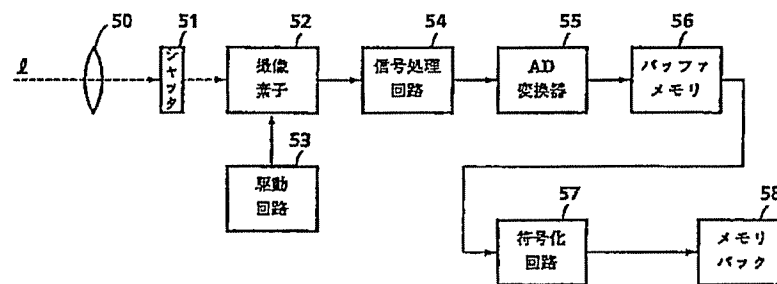 50
51
52
54
55
56
ℓ
シャッタ
撮像
素子
信号処理
回路
AD
変換器
バッファ
メモリ
53
駆動
回路
57
58
符号化
回路
メモリ
パック